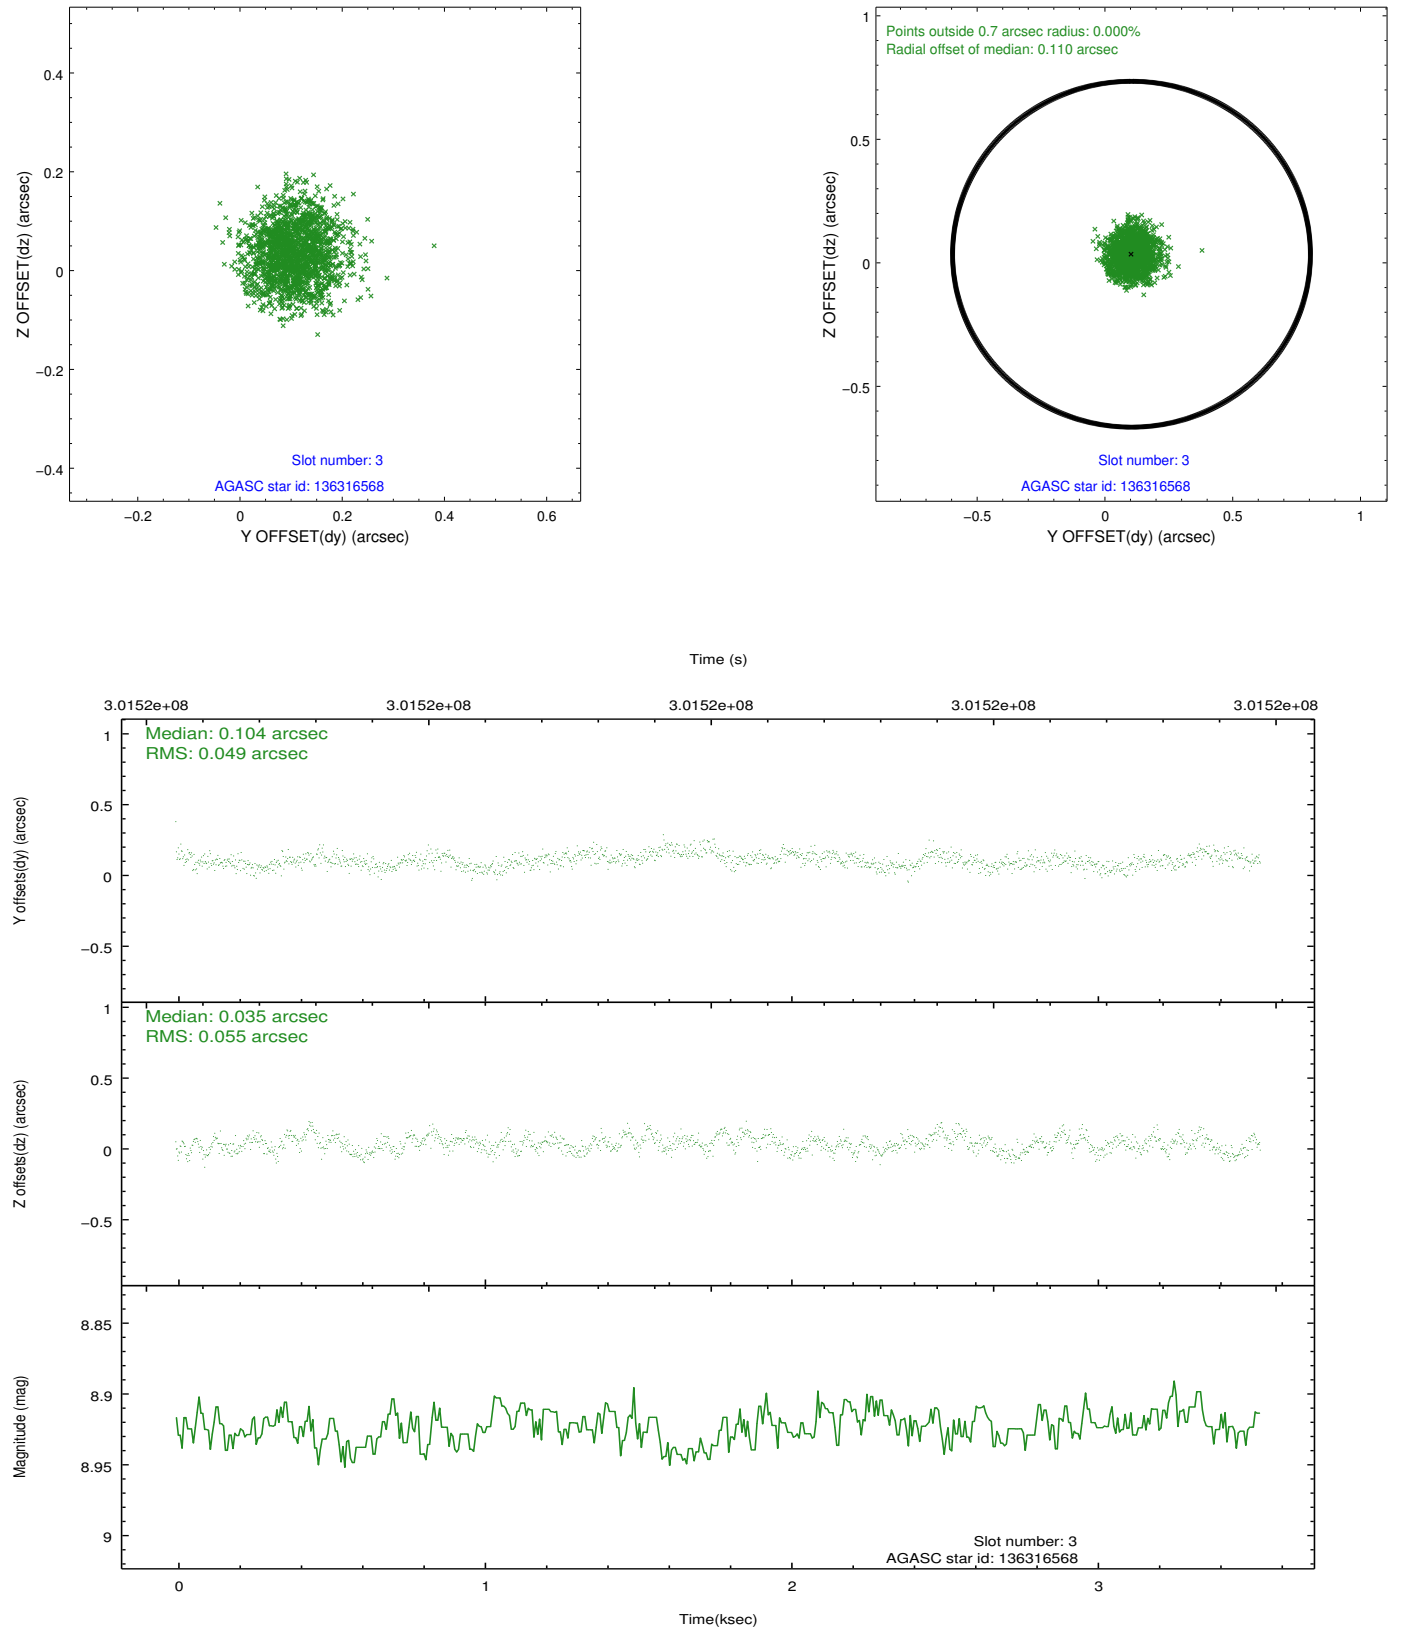 0.4
0.2
0
−0.2
−0.4
Z OFFSET(dz) (arcsec)
Slot number: 3
AGASC star id: 136316568
−0.2 0 0.2 0.4 0.6
Y OFFSET(dy) (arcsec)
Points outside 0.7 arcsec radius: 0.000%
Radial offset of median: 0.110 arcsec
1
0.5
0
−0.5
Z OFFSET(dz) (arcsec)
Slot number: 3
AGASC star id: 136316568
−0.5 0 0.5 1
Y OFFSET(dy) (arcsec)
Time (s)
3.0152e+08 3.0152e+08 3.0152e+08 3.0152e+08 3.0152e+08
Median: 0.104 arcsec
RMS: 0.049 arcsec
1
0.5
0
−0.5
Y offsets(dy) (arcsec)
Median: 0.035 arcsec
RMS: 0.055 arcsec
1
0.5
0
−0.5
Z offsets(dz) (arcsec)
8.85
8.9
8.95
9
Magnitude (mag)
Slot number: 3
AGASC star id: 136316568
0 1 2 3
Time(ksec)